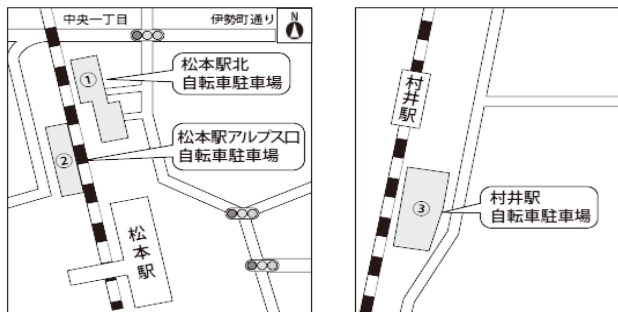 中央一丁目
伊勢町通り
N
①
松本駅北
自転車駐車場
②
松本駅アルプス口
自転車駐車場
松本駅
村井駅
③
村井駅
自転車駐車場